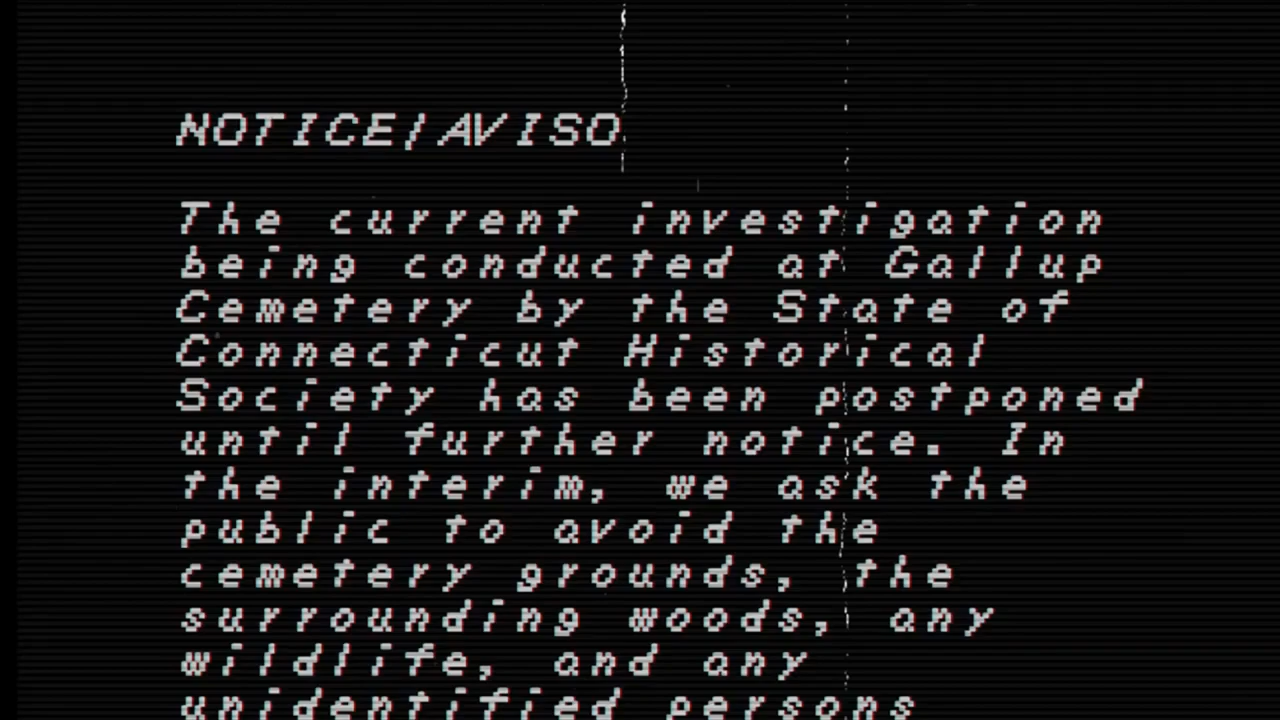 NOTICE/AVISO
The current investigation
being conducted at Gallup
Cemetery by the State of
Connecticut Historical
Society has been postponed
until further notice. In
the interim, we ask the
public to avoid the
cemetery grounds, the
surrounding woods, any
wildlife, and any
unidentified persons